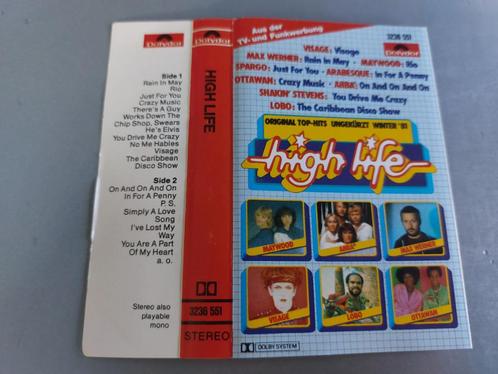 Polydor
Side 1
Rain In May
Rio
Just For You
Crazy Music
There's A Guy
Works Down The
Chip Shop, Swears
He's Elvis
You Drive Me Crazy
No Me Hables
Visage
The Caribbean
Disco Show
Side 2
On And On And On
In For A Penny
P. S.
Simply A Love
Song
I've Lost My
Way
You Are A Part
Of My Heart
a. o.
Stereo also
playable
mono
Polydor
HIGH LIFE
3236 551
STEREO
Polydor
Aus der
TV- und Funkwerbung
3236 551
VISAGE: Visage
MAX WERNER: Rain in May · MAYWOOD: Rio
SPARGO: Just For You · ARABESQUE: In For A Penny
OTTAWAN: Crazy Music · ABBA: On And On And On
SHAKIN' STEVENS: You Drive Me Crazy
LOBO: The Caribbean Disco Show
ORIGINAL TOP-HITS UNGEKÜRZT WINTER '81
high life
MAYWOOD
ABBA
MAX WERNER
VISAGE
LOBO
OTTAWAN
DOLBY SYSTEM